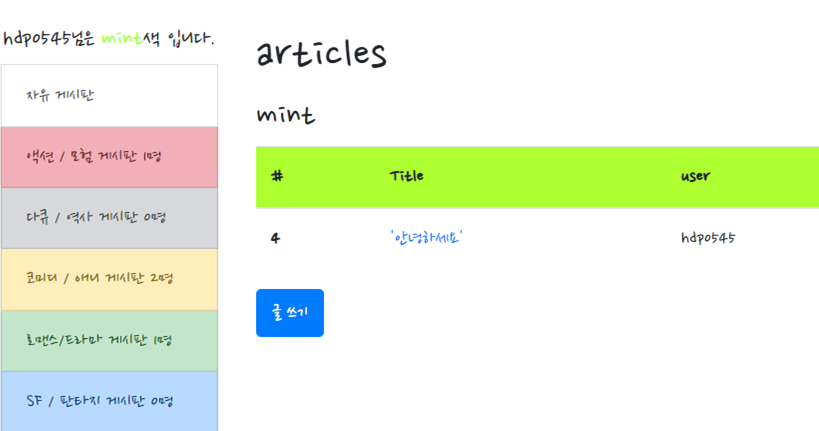 hdp0545님은 mint색 입니다.
자유 게시판
액션 / 모험 게시판 1명
다큐 / 역사 게시판 0명
코미디 / 애니 게시판 2명
로맨스/드라마 게시판 1명
SF / 판타지 게시판 0명
articles
mint
# Title user
4 '안녕하세요' hdp0545
글 쓰기